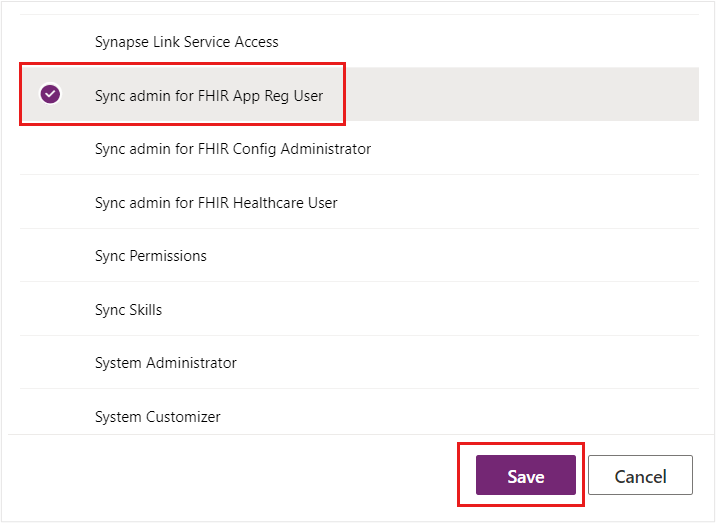 Synapse Link Service Access
Sync admin for FHIR App Reg User
Sync admin for FHIR Config Administrator
Sync admin for FHIR Healthcare User
Sync Permissions
Sync Skills
System Administrator
System Customizer
Save
Cancel